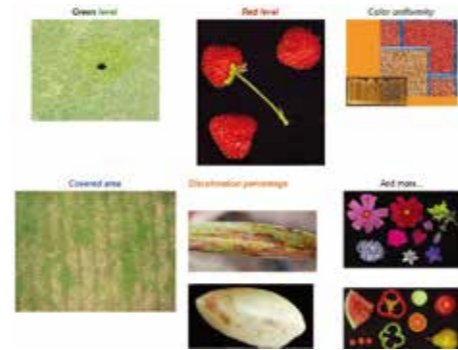 Green level
Red level
Color uniformity
Covered area
Discoloration percentage
And more...